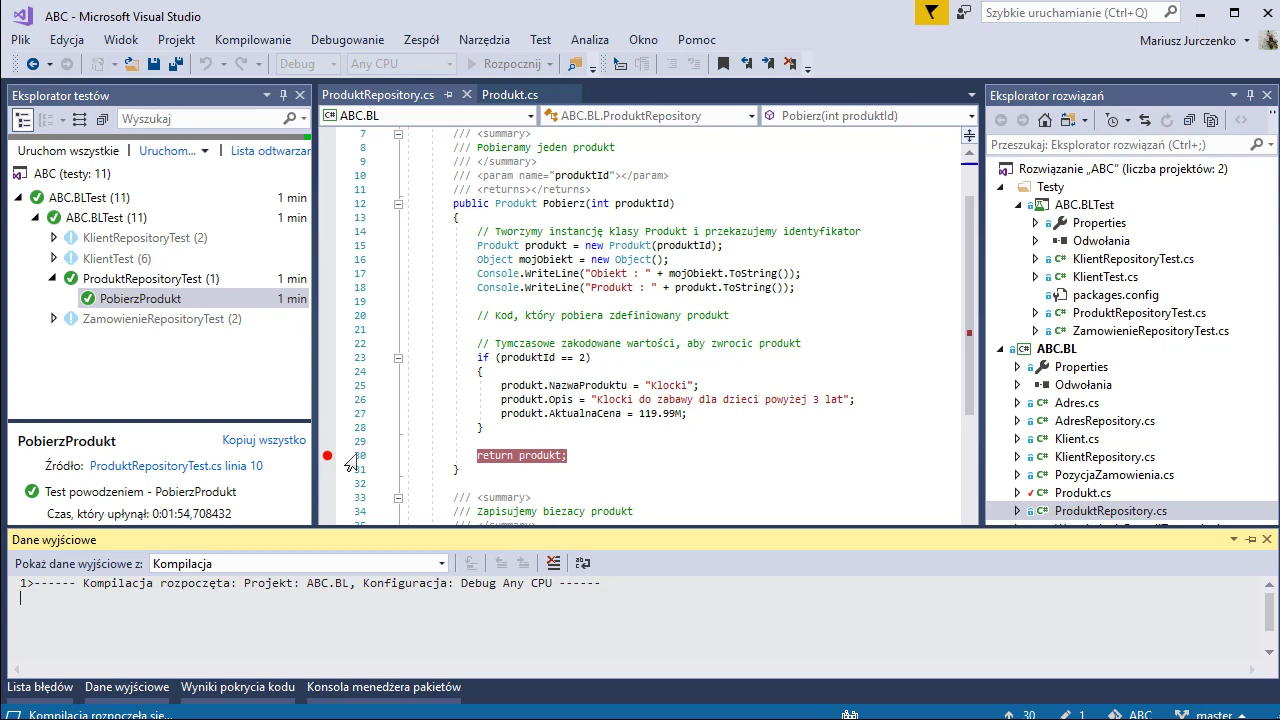 ABC - Microsoft Visual Studio
Szybkie uruchamianie (Ctrl+Q)
Plik Edycja Widok Projekt Kompilowanie Debugowanie Zespół Narzędzia Test Analiza Okno Pomoc
Mariusz Jurczenko
Debug Any CPU Rozpocznij
Eksplorator testów
Wyszukaj
Uruchom wszystkie Uruchom... Lista odtwarzar
ABC (testy: 11)
ABC.BLTest (11) 1 min
ABC.BLTest (11) 1 min
KlientRepositoryTest (2)
KlientTest (6)
ProduktRepositoryTest (1) 1 min
PobierzProdukt 1 min
ZamowienieRepositoryTest (2)
PobierzProdukt Kopiuj wszystko
Źródło: ProduktRepositoryTest.cs linia 10
Test powodzeniem - PobierzProdukt
Czas, który upłynął: 0:01:54,708432
ProduktRepository.cs Produkt.cs
ABC.BL ABC.BL.ProduktRepository Pobierz(int produktId)
7 /// <summary>
8 /// Pobieramy jeden produkt
9 /// </summary>
10 /// <param name="produktId"></param>
11 /// <returns></returns>
12 public Produkt Pobierz(int produktId)
13 {
14 // Tworzymy instancję klasy Produkt i przekazujemy identyfikator
15 Produkt produkt = new Produkt(produktId);
16 Object mojObiekt = new Object();
17 Console.WriteLine("Obiekt : " + mojObiekt.ToString());
18 Console.WriteLine("Produkt : " + produkt.ToString());
19
20 // Kod, który pobiera zdefiniowany produkt
21
22 // Tymczasowe zakodowane wartości, aby zwrocic produkt
23 if (produktId == 2)
24 {
25 produkt.NazwaProduktu = "Klocki";
26 produkt.Opis = "Klocki do zabawy dla dzieci powyżej 3 lat";
27 produkt.AktualnaCena = 119.99M;
28 }
29
30 return produkt;
31 }
32
33 /// <summary>
34 /// Zapisujemy biezacy produkt
35 /// </summary>
Eksplorator rozwiązań
Przeszukaj: Eksplorator rozwiązań (Ctrl+;)
Rozwiązanie „ABC” (liczba projektów: 2)
Testy
ABC.BLTest
Properties
Odwołania
KlientRepositoryTest.cs
KlientTest.cs
packages.config
ProduktRepositoryTest.cs
ZamowienieRepositoryTest.cs
ABC.BL
Properties
Odwołania
Adres.cs
AdresRepository.cs
Klient.cs
KlientRepository.cs
PozycjaZamowienia.cs
Produkt.cs
ProduktRepository.cs
Dane wyjściowe
Pokaż dane wyjściowe z: Kompilacja
1>------ Kompilacja rozpoczęta: Projekt: ABC.BL, Konfiguracja: Debug Any CPU ------
Lista błędów Dane wyjściowe Wyniki pokrycia kodu Konsola menedżera pakietów
Kompilacja rozpoczęła się... 30 1 ABC master